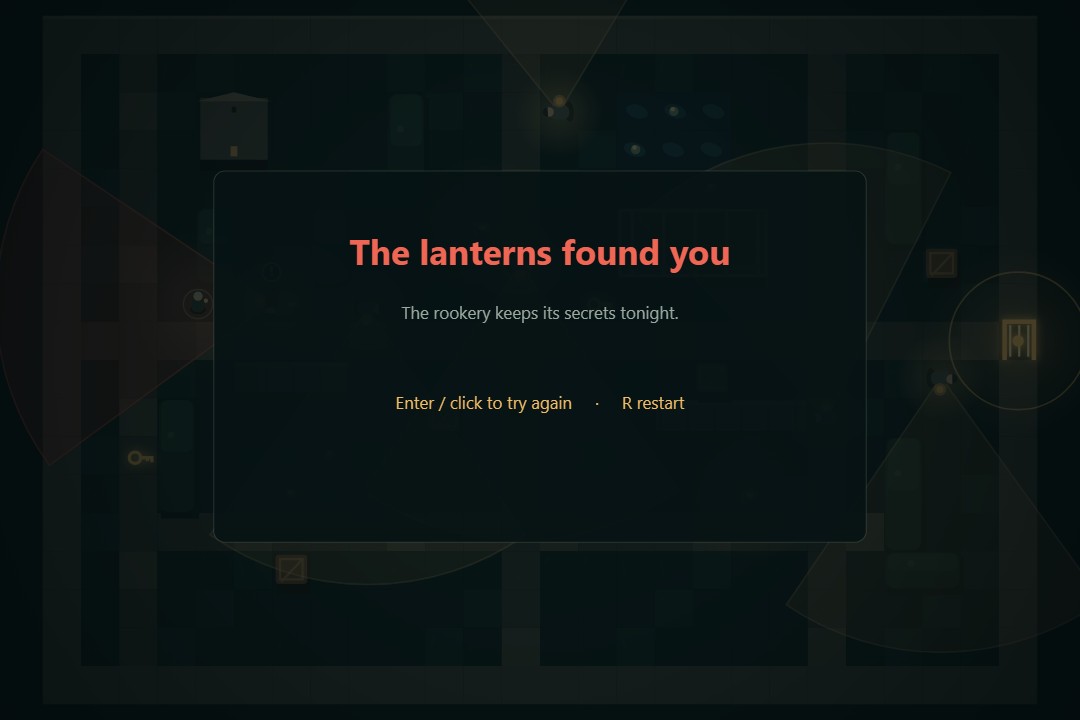 The lanterns found you
The rookery keeps its secrets tonight.
Enter / click to try again · R restart